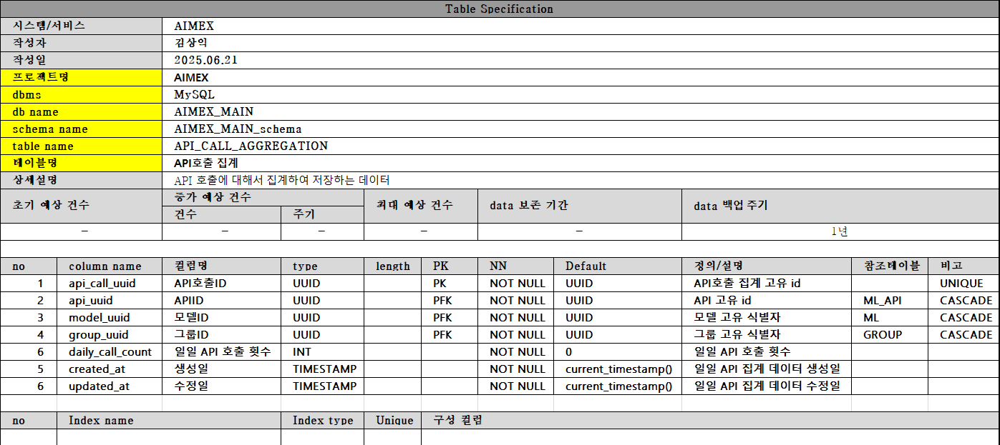 Table Specification
시스템/서비스 AIMEX
작성자 김상익
작성일 2025.06.21
프로젝트명 AIMEX
dbms MySQL
db name AIMEX_MAIN
schema name AIMEX_MAIN_schema
table name API_CALL_AGGREGATION
테이블명 API호출 집계
상세설명 API 호출에 대해서 집계하여 저장하는 데이터
초기 예상 건수 증가 예상 건수 최대 예상 건수 data 보존 기간 data 백업 주기
건수 주기
– – – – – 1년
no column name 컬럼명 type length PK NN Default 정의/설명 참조테이블 비고
1 api_call_uuid API호출ID UUID PK NOT NULL UUID API호출 집계 고유 id UNIQUE
2 api_uuid APIID UUID PFK NOT NULL UUID API 고유 id ML_API CASCADE
3 model_uuid 모델ID UUID PFK NOT NULL UUID 모델 고유 식별자 ML CASCADE
4 group_uuid 그룹ID UUID PFK NOT NULL UUID 그룹 고유 식별자 GROUP CASCADE
6 daily_call_count 일일 API 호출 횟수 INT NOT NULL 0 일일 API 호출 횟수
5 created_at 생성일 TIMESTAMP NOT NULL current_timestamp() 일일 API 집계 데이터 생성일
6 updated_at 수정일 TIMESTAMP NOT NULL current_timestamp() 일일 API 집계 데이터 수정일
no Index name Index type Unique 구성 컬럼